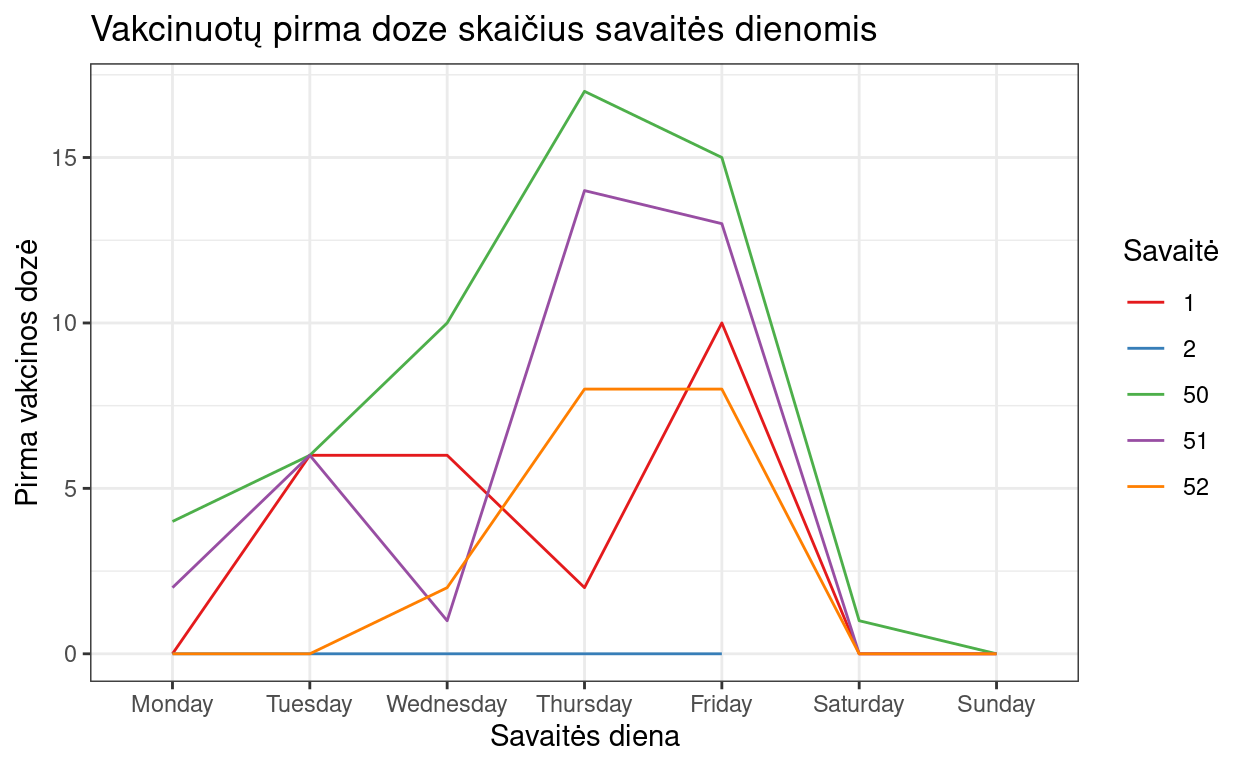 Vakcinuotų pirma doze skaičius savaitės dienomis
Pirma vakcinos dozė
15
10
5
0
Monday Tuesday Wednesday Thursday Friday Saturday Sunday
Savaitės diena
Savaitė
1
2
50
51
52